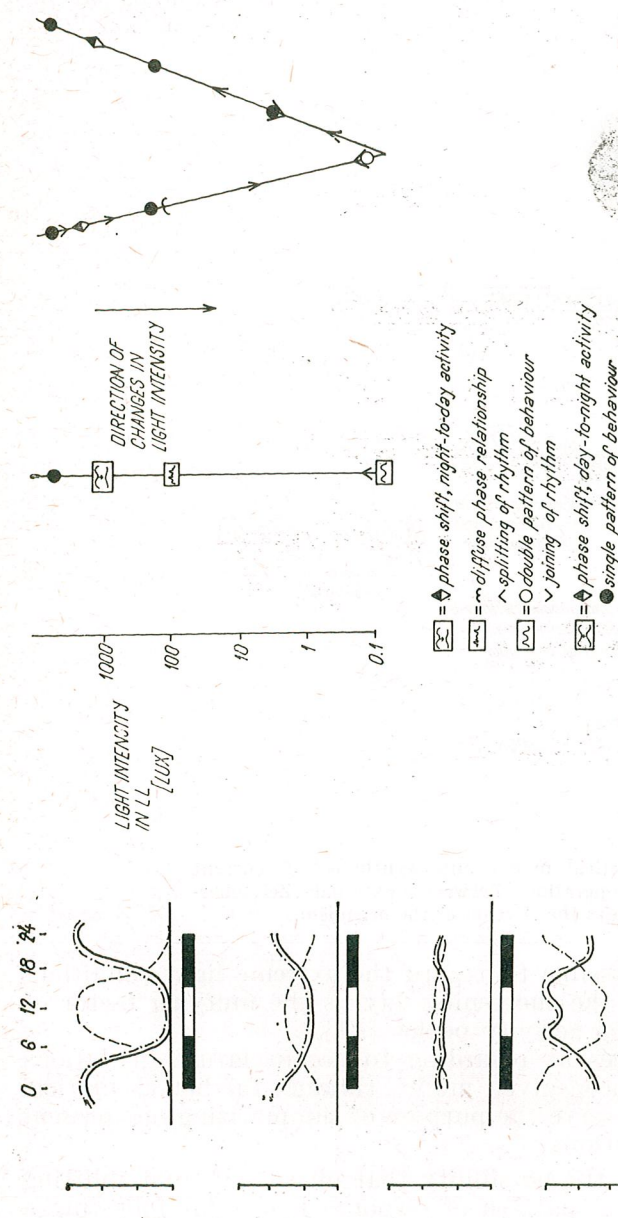 0 6 12 18 24
LIGHT INTENCITY
IN LL
[LUX]
1000
100
10
1
0.1
DIRECTION OF
CHANGES IN
LIGHT INTENSITY
= phase shift, night-to-day activity
= diffuse phase relationship
splitting of rhythm
= double pattern of behaviour
joining of rhythm
= phase shift, day-to-night activity
single pattern of behaviour